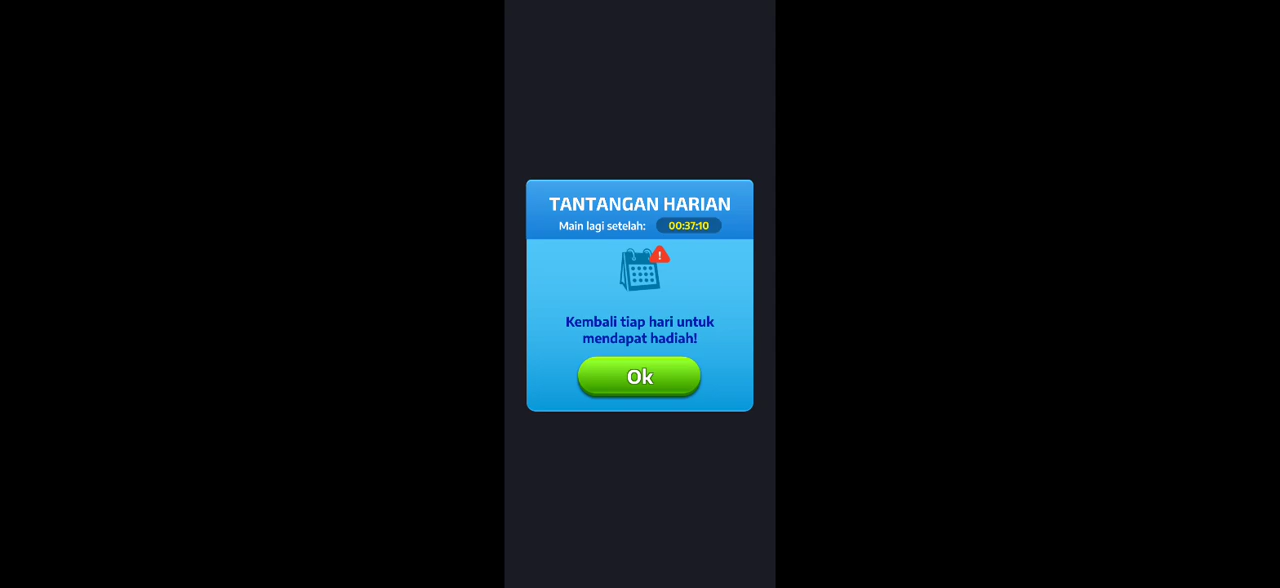 TANTANGAN HARIAN
Main lagi setelah: 00:37:10
!
Kembali tiap hari untuk
mendapat hadiah!
Ok